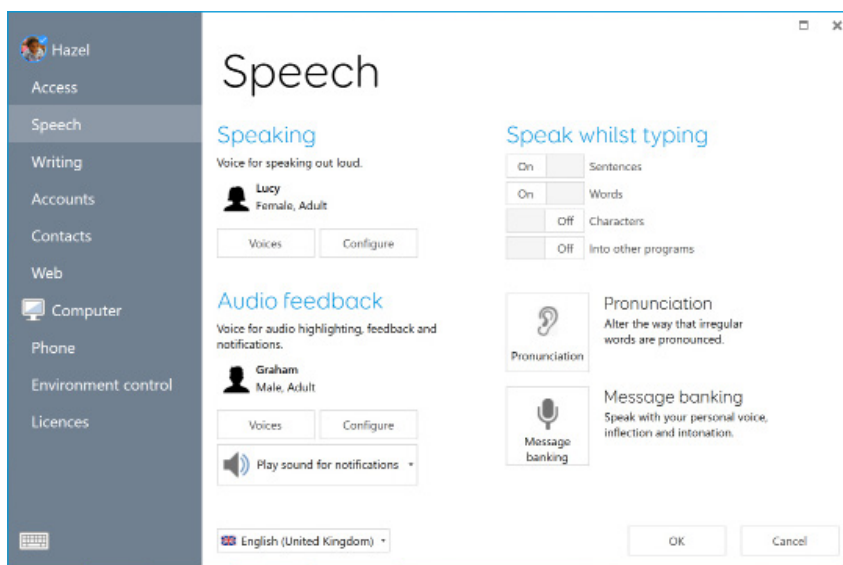 Hazel
Access
Speech
Writing
Accounts
Contacts
Web
Computer
Phone
Environment control
Licences
Speech
Speaking
Voice for speaking out loud.
Lucy
Female, Adult
Voices
Configure
Audio feedback
Voice for audio highlighting, feedback and
notifications.
Graham
Male, Adult
Voices
Configure
Play sound for notifications
English (United Kingdom)
Speak whilst typing
On
Sentences
On
Words
Off
Characters
Off
Into other programs
Pronunciation
Pronunciation
Alter the way that irregular
words are pronounced.
Message
banking
Message banking
Speak with your personal voice,
inflection and intonation.
OK
Cancel